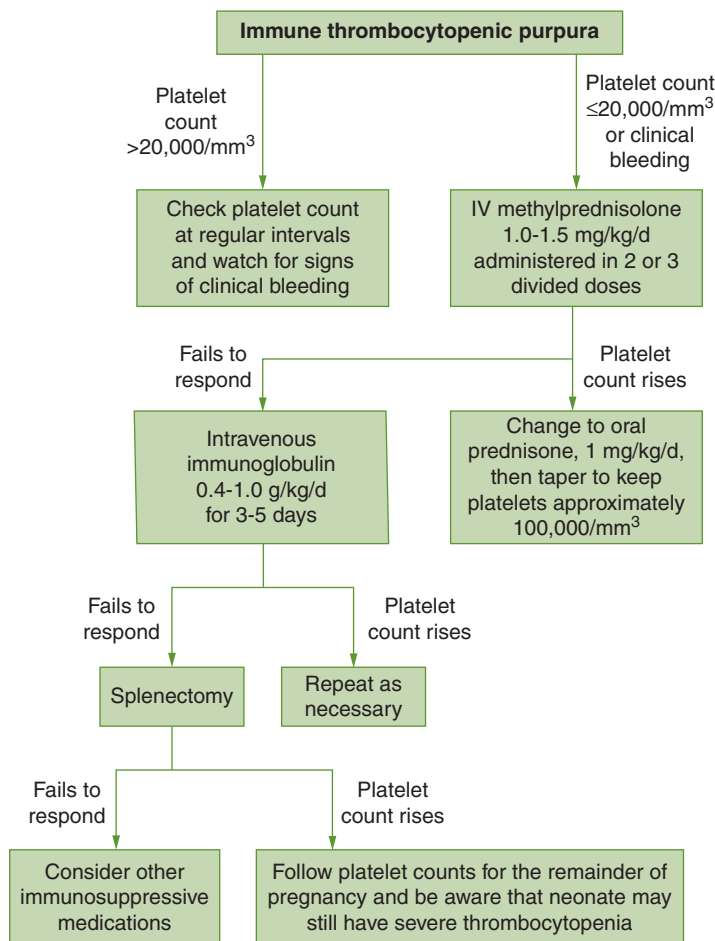 Immune thrombocytopenic purpura
Platelet
count
>20,000/mm³
Platelet count
≤20,000/mm³
or clinical
bleeding
Check platelet count
at regular intervals
and watch for signs
of clinical bleeding
IV methylprednisolone
1.0-1.5 mg/kg/d
administered in 2 or 3
divided doses
Fails to
respond
Platelet
count rises
Intravenous
immunoglobulin
0.4-1.0 g/kg/d
for 3-5 days
Change to oral
prednisone, 1 mg/kg/d,
then taper to keep
platelets approximately
100,000/mm³
Fails to
respond
Platelet
count rises
Splenectomy
Repeat as
necessary
Fails to
respond
Platelet
count rises
Consider other
immunosuppressive
medications
Follow platelet counts for the remainder of
pregnancy and be aware that neonate may
still have severe thrombocytopenia